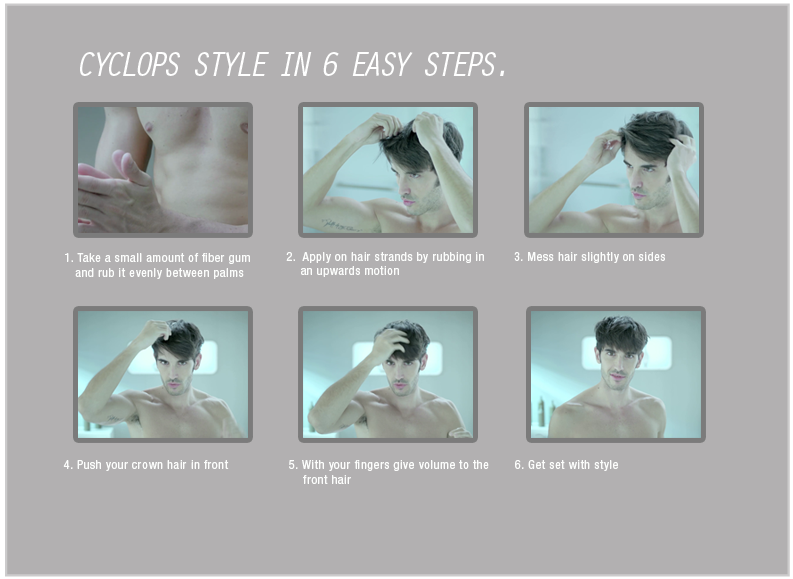 CYCLOPS STYLE IN 6 EASY STEPS.
1. Take a small amount of fiber gum
and rub it evenly between palms
2. Apply on hair strands by rubbing in
an upwards motion
3. Mess hair slightly on sides
4. Push your crown hair in front
5. With your fingers give volume to the
front hair
6. Get set with style